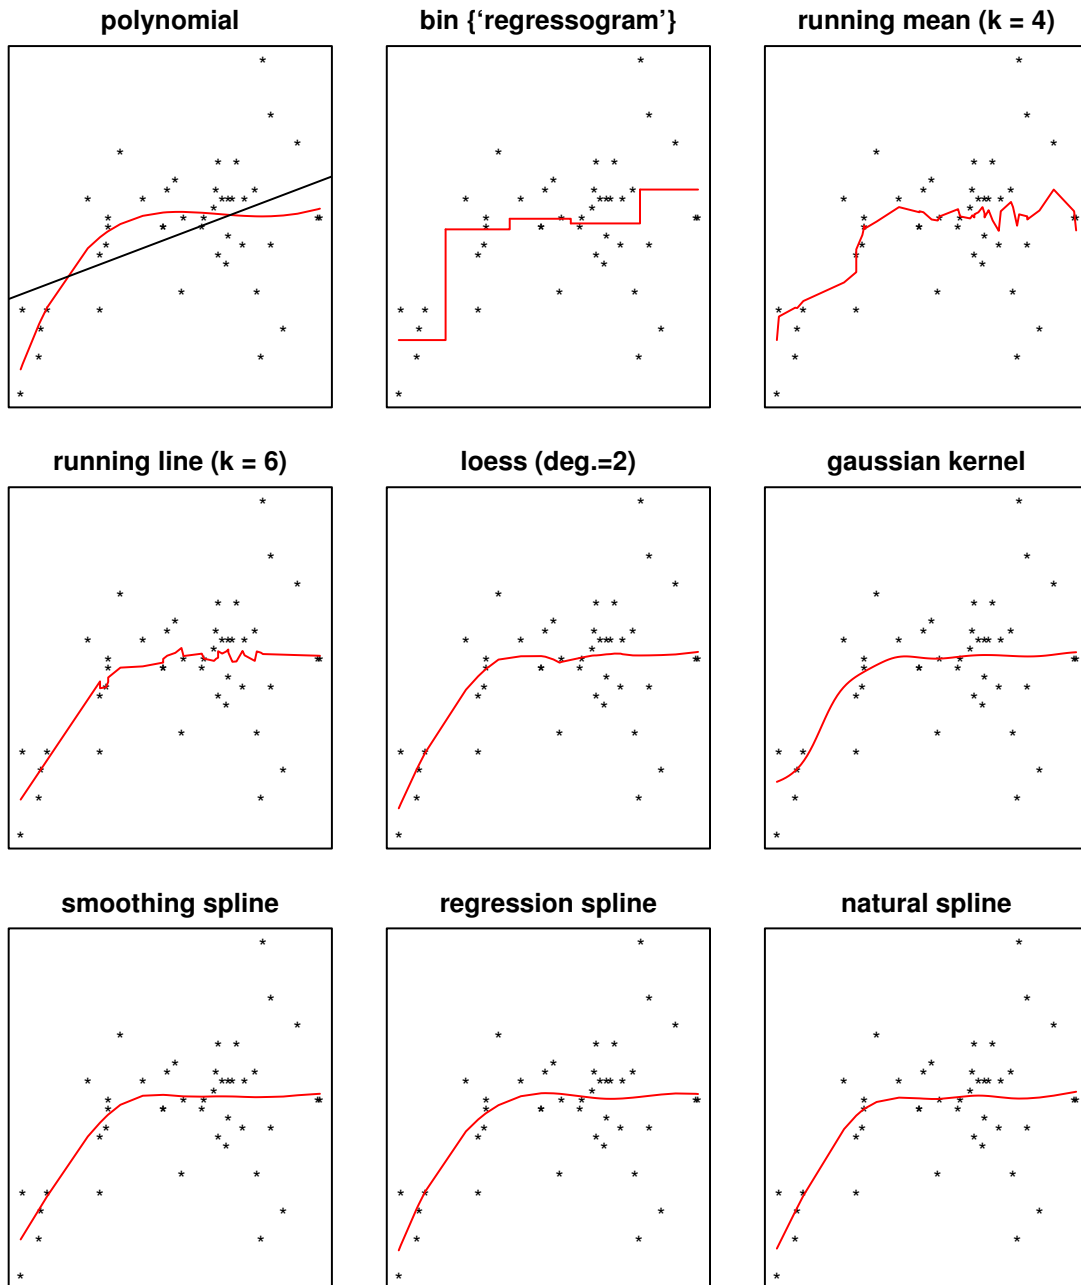 polynomial
bin {‘regressogram’}
running mean (k = 4)
running line (k = 6)
loess (deg.=2)
gaussian kernel
smoothing spline
regression spline
natural spline